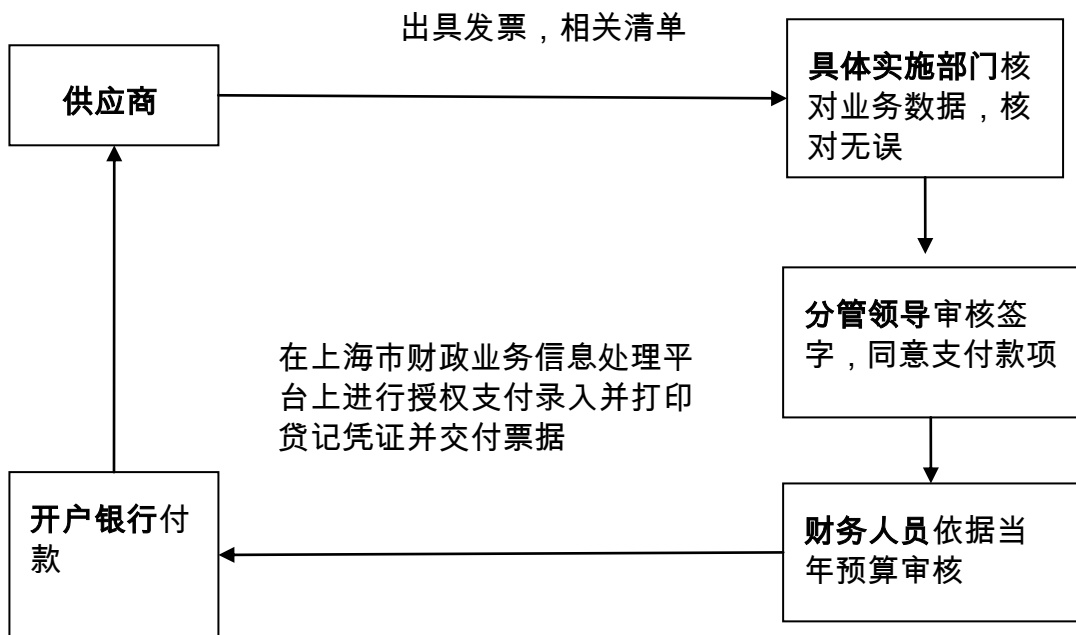 出具发票，相关清单
供应商
具体实施部门核
对业务数据，核
对无误
分管领导审核签
字，同意支付款项
在上海市财政业务信息处理平
台上进行授权支付录入并打印
贷记凭证并交付票据
财务人员依据当
年预算审核
开户银行付
款